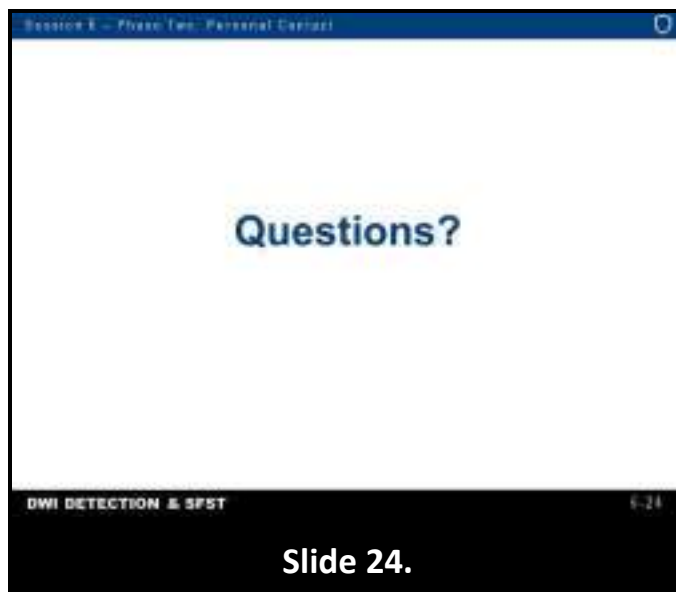 Session 6 – Phase Two: Personal Contact
Questions?
DWI DETECTION & SFST
6-24
Slide 24.